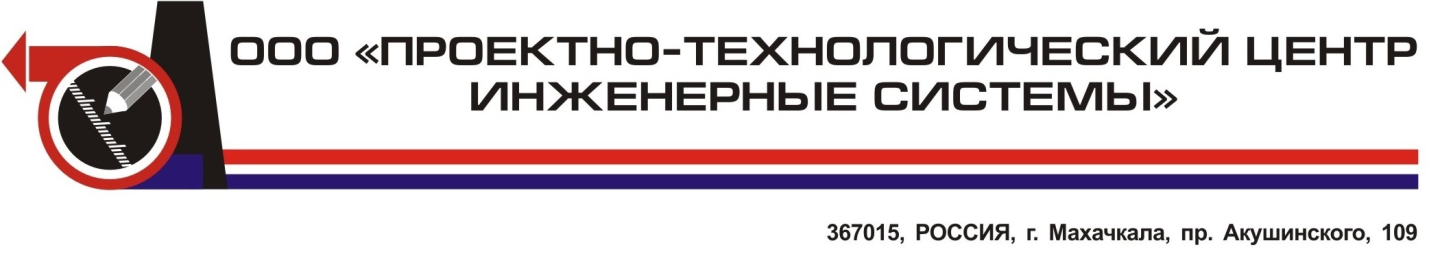 ООО «ПРОЕКТНО-ТЕХНОЛОГИЧЕСКИЙ ЦЕНТР
ИНЖЕНЕРНЫЕ СИСТЕМЫ»
367015, РОССИЯ, г. Махачкала, пр. Акушинского, 109